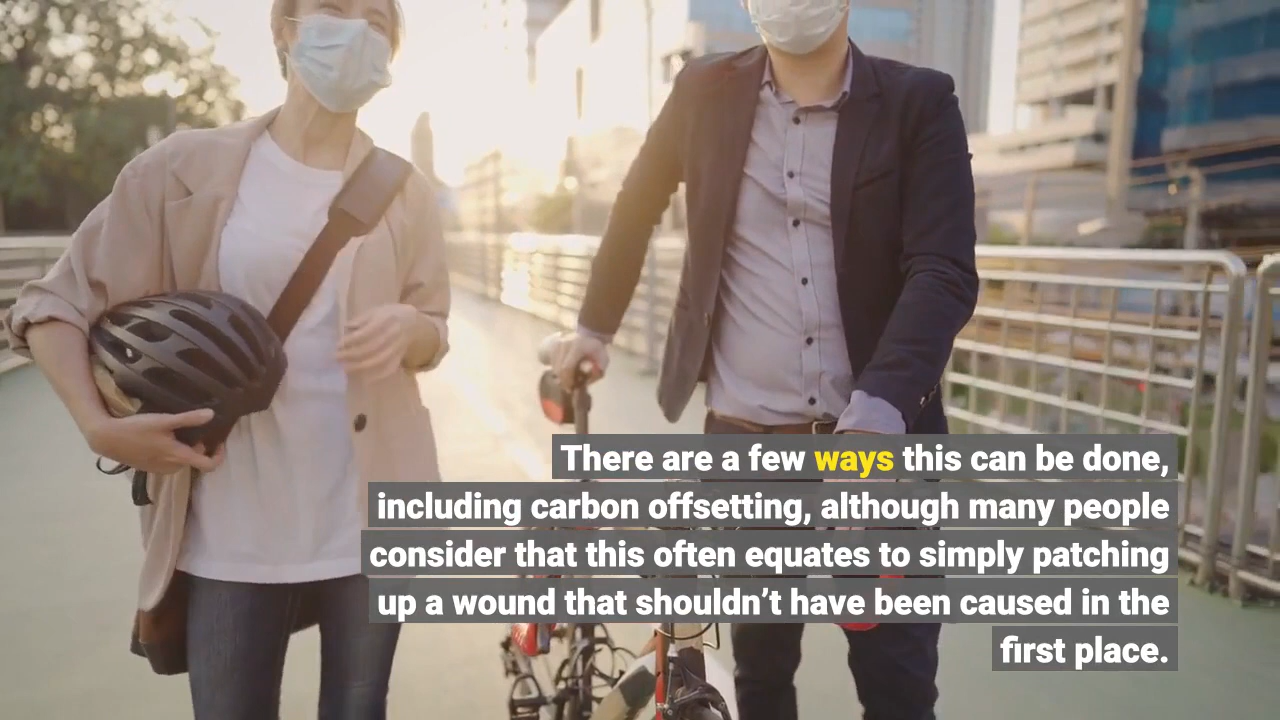 There are a few ways this can be done,
including carbon offsetting, although many people
consider that this often equates to simply patching
up a wound that shouldn’t have been caused in the
first place.